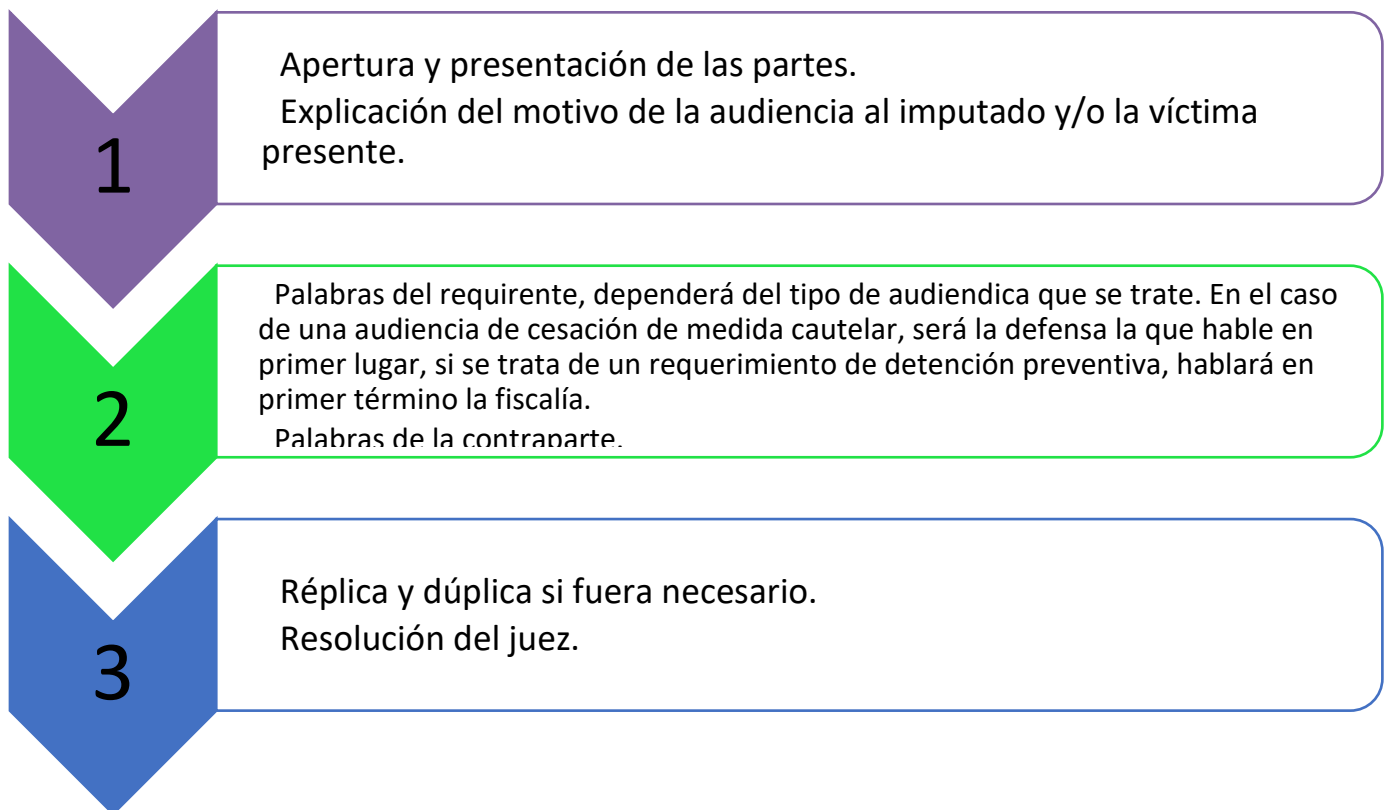 1
Apertura y presentación de las partes.
Explicación del motivo de la audiencia al imputado y/o la víctima
presente.
2
Palabras del requirente, dependerá del tipo de audiendica que se trate. En el caso
de una audiencia de cesación de medida cautelar, será la defensa la que hable en
primer lugar, si se trata de un requerimiento de detención preventiva, hablará en
primer término la fiscalía.
Palabras de la contraparte.
3
Réplica y dúplica si fuera necesario.
Resolución del juez.